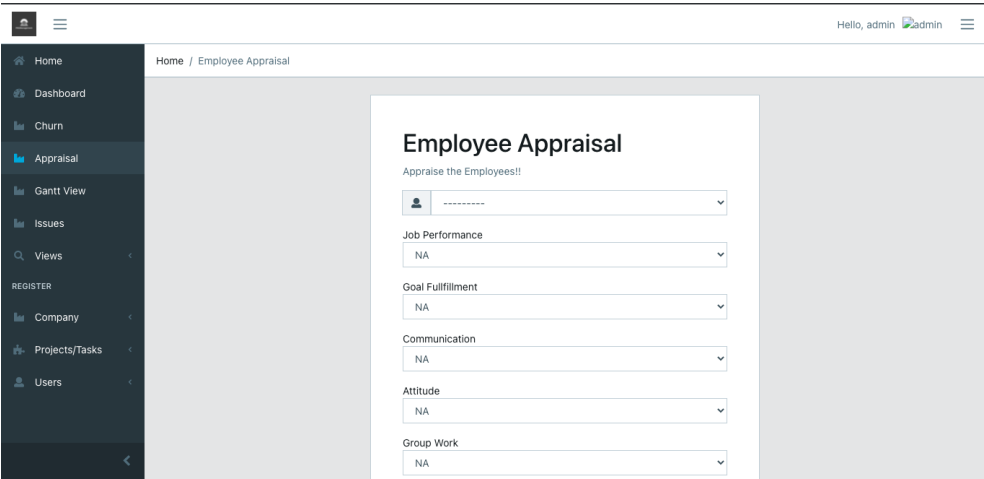 Hello, admin admin
Home
Dashboard
Churn
Appraisal
Gantt View
Issues
Views
REGISTER
Company
Projects/Tasks
Users
Home / Employee Appraisal
Employee Appraisal
Appraise the Employees!!
---------
Job Performance
NA
Goal Fullfillment
NA
Communication
NA
Attitude
NA
Group Work
NA